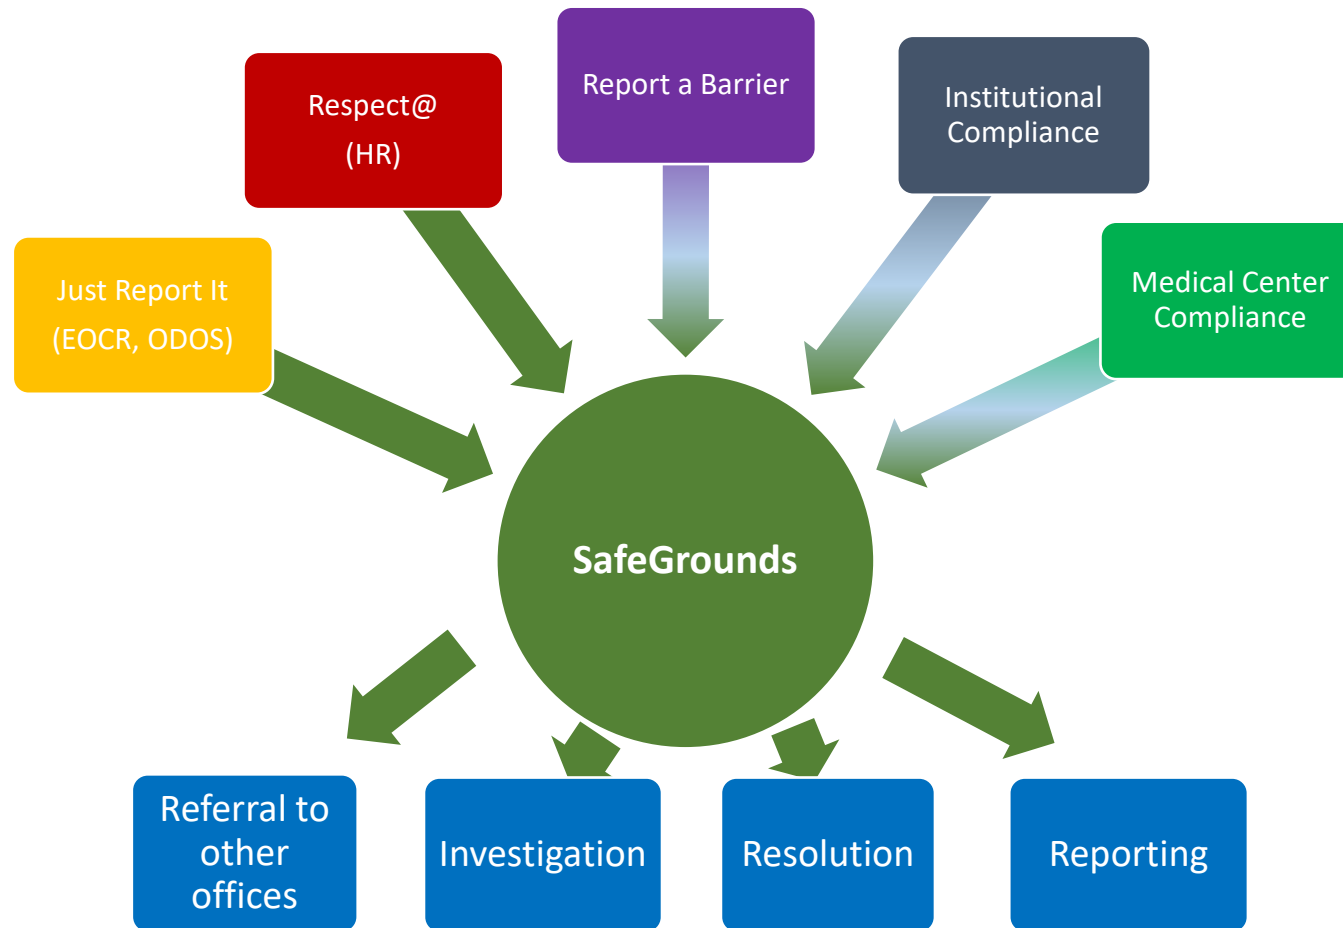 Report a Barrier
Respect@
(HR)
Institutional
Compliance
Just Report It
(EOCR, ODOS)
Medical Center
Compliance
SafeGrounds
Referral to
other
offices
Investigation
Resolution
Reporting